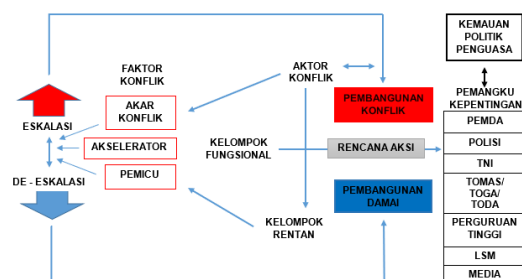 KEMAUAN
POLITIK
PENGUASA
FAKTOR
KONFLIK
AKTOR
KONFLIK
PEMANGKU
KEPENTINGAN
AKAR
KONFLIK
PEMBANGUNAN
KONFLIK
PEMDA
ESKALASI
AKSELERATOR
KELOMPOK
FUNGSIONAL
RENCANA AKSI
POLISI
TNI
PEMICU
DE - ESKALASI
PEMBANGUNAN
DAMAI
TOMAS/
TOGA/
TODA
KELOMPOK
RENTAN
PERGURUAN
TINGGI
LSM
MEDIA